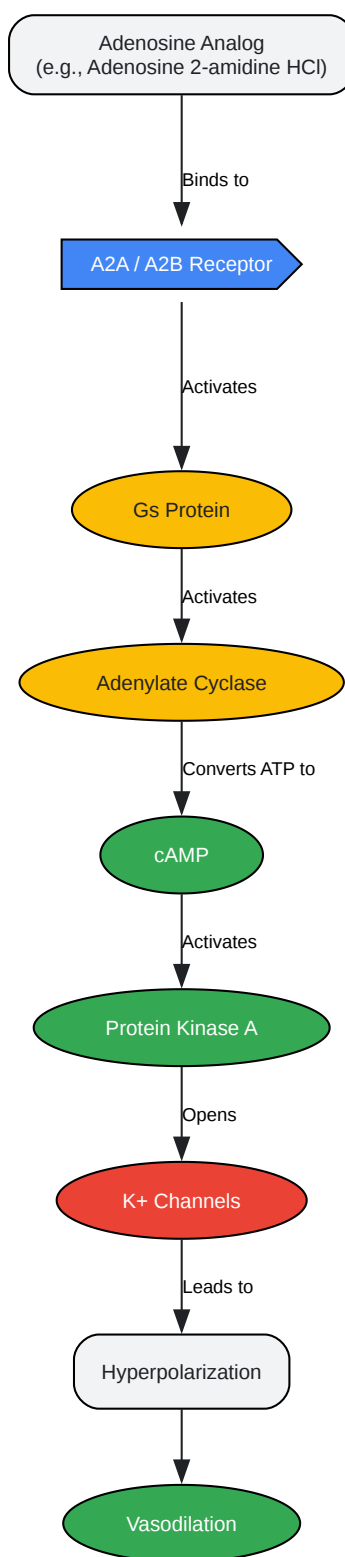 Adenosine Analog
(e.g., Adenosine 2-amidine HCl)
Binds to
A2A / A2B Receptor
Activates
Gs Protein
Activates
Adenylate Cyclase
Converts ATP to
cAMP
Activates
Protein Kinase A
Opens
K+ Channels
Leads to
Hyperpolarization
Vasodilation